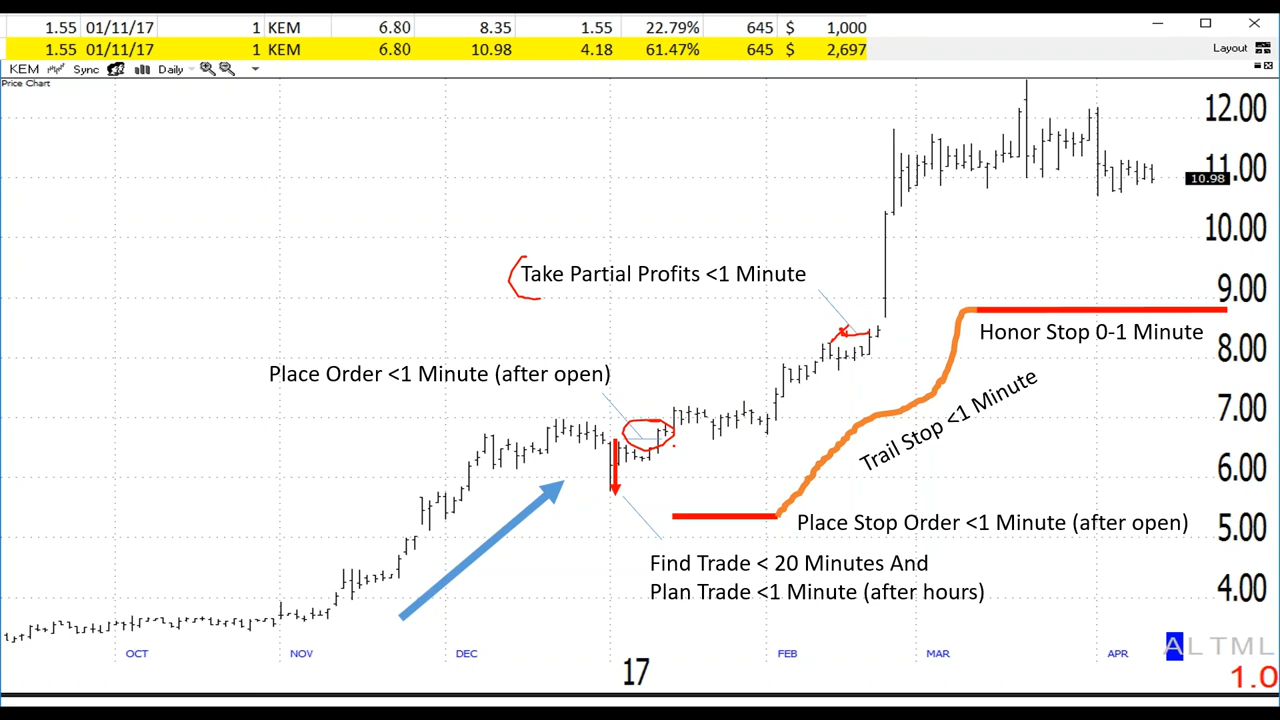 1.55 01/11/17 1 KEM 6.80 8.35 1.55 22.79% 645 $ 1,000
1.55 01/11/17 1 KEM 6.80 10.98 4.18 61.47% 645 $ 2,697
Layout
KEM Sync Daily
Price Chart
12.00
11.00
10.98
10.00
Take Partial Profits <1 Minute
9.00
Honor Stop 0-1 Minute
8.00
Place Order <1 Minute (after open)
7.00
Trail Stop <1 Minute
6.00
Place Stop Order <1 Minute (after open)
5.00
Find Trade < 20 Minutes And
Plan Trade <1 Minute (after hours)
4.00
OCT NOV DEC 17 FEB MAR APR
A L T M L
1.0